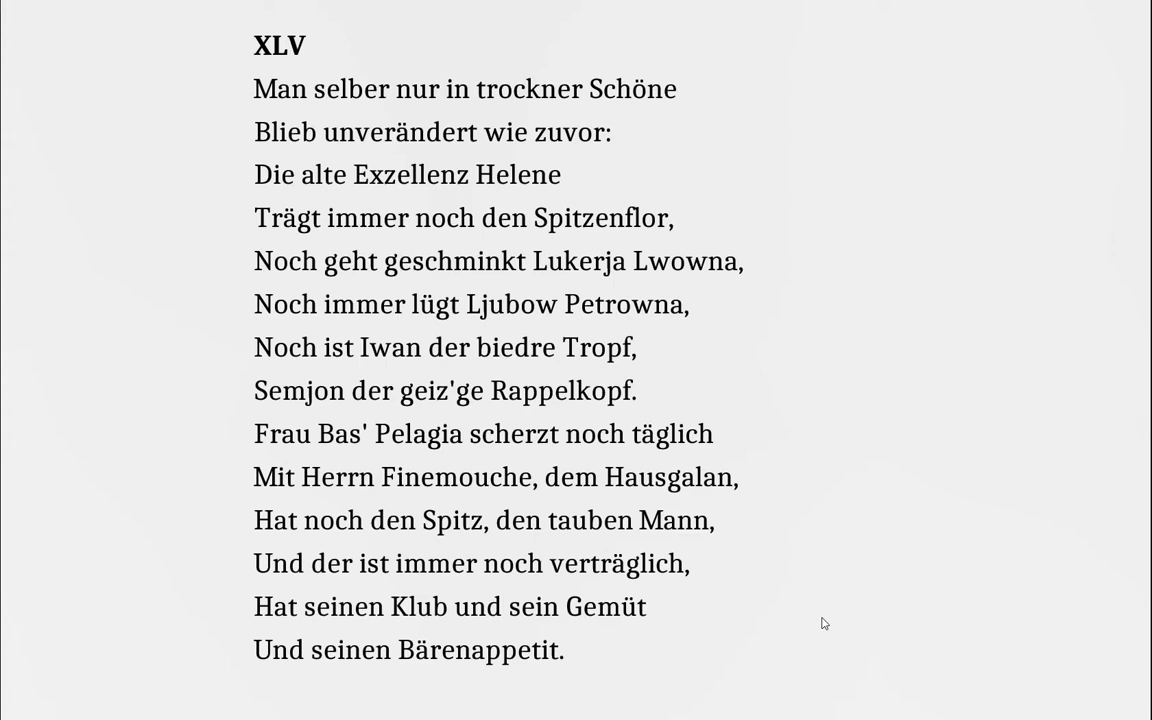 XLV
Man selber nur in trockner Schöne
Blieb unverändert wie zuvor:
Die alte Exzellenz Helene
Trägt immer noch den Spitzenflor,
Noch geht geschminkt Lukerja Lwowna,
Noch immer lügt Ljubow Petrowna,
Noch ist Iwan der biedre Tropf,
Semjon der geiz'ge Rappelkopf.
Frau Bas' Pelagia scherzt noch täglich
Mit Herrn Finemouche, dem Hausgalan,
Hat noch den Spitz, den tauben Mann,
Und der ist immer noch verträglich,
Hat seinen Klub und sein Gemüt
Und seinen Bärenappetit.